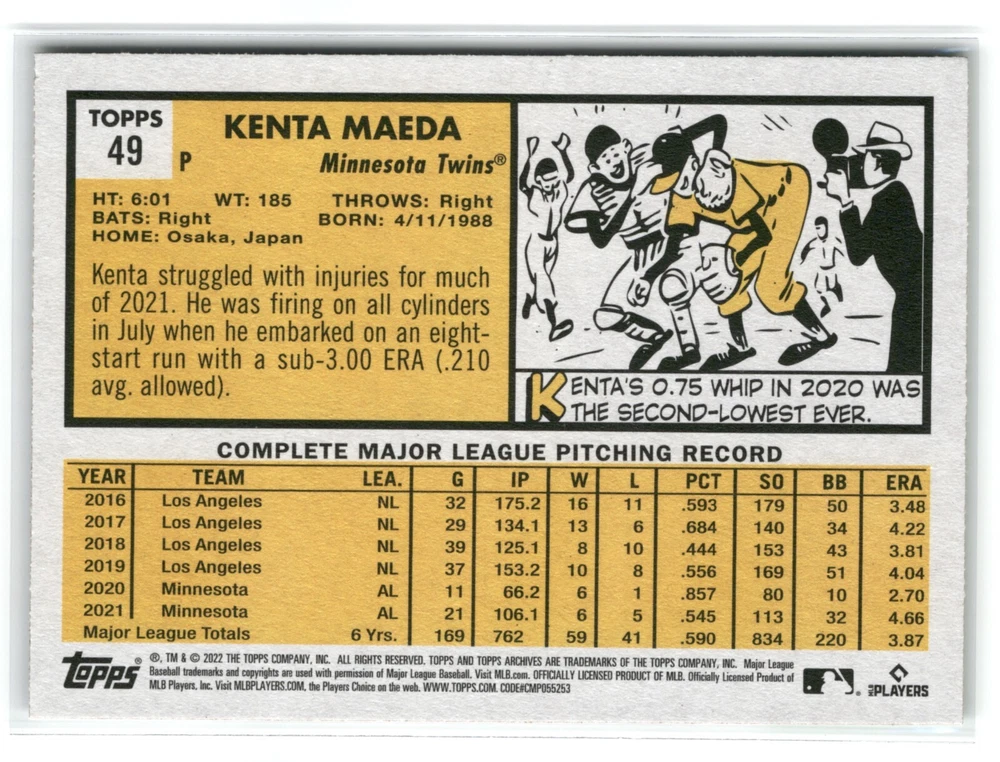 TOPPS
49
KENTA MAEDA
P Minnesota Twins®
HT: 6:01 WT: 185 THROWS: Right
BATS: Right BORN: 4/11/1988
HOME: Osaka, Japan
Kenta struggled with injuries for much
of 2021. He was firing on all cylinders
in July when he embarked on an eight-
start run with a sub-3.00 ERA (.210
avg. allowed).
KENTA'S 0.75 WHIP IN 2020 WAS
THE SECOND-LOWEST EVER.
COMPLETE MAJOR LEAGUE PITCHING RECORD
YEAR TEAM LEA. G IP W L PCT SO BB ERA
2016 Los Angeles NL 32 175.2 16 11 .593 179 50 3.48
2017 Los Angeles NL 29 134.1 13 6 .684 140 34 4.22
2018 Los Angeles NL 39 125.1 8 10 .444 153 43 3.81
2019 Los Angeles NL 37 153.2 10 8 .556 169 51 4.04
2020 Minnesota AL 11 66.2 6 1 .857 80 10 2.70
2021 Minnesota AL 21 106.1 6 5 .545 113 32 4.66
Major League Totals 6 Yrs. 169 762 59 41 .590 834 220 3.87
Topps® ®, TM & © 2022 THE TOPPS COMPANY, INC. ALL RIGHTS RESERVED. TOPPS AND TOPPS ARCHIVES ARE TRADEMARKS OF THE TOPPS COMPANY, INC. Major League
Baseball trademarks and copyrights are used with permission of Major League Baseball. Visit MLB.com. OFFICIALLY LICENSED PRODUCT OF MLB. Officially Licensed Product of
MLB Players, Inc. Visit MLBPLAYERS.COM, the Players Choice on the web. WWW.TOPPS.COM. CODE#CMP055253
MLB PLAYERS